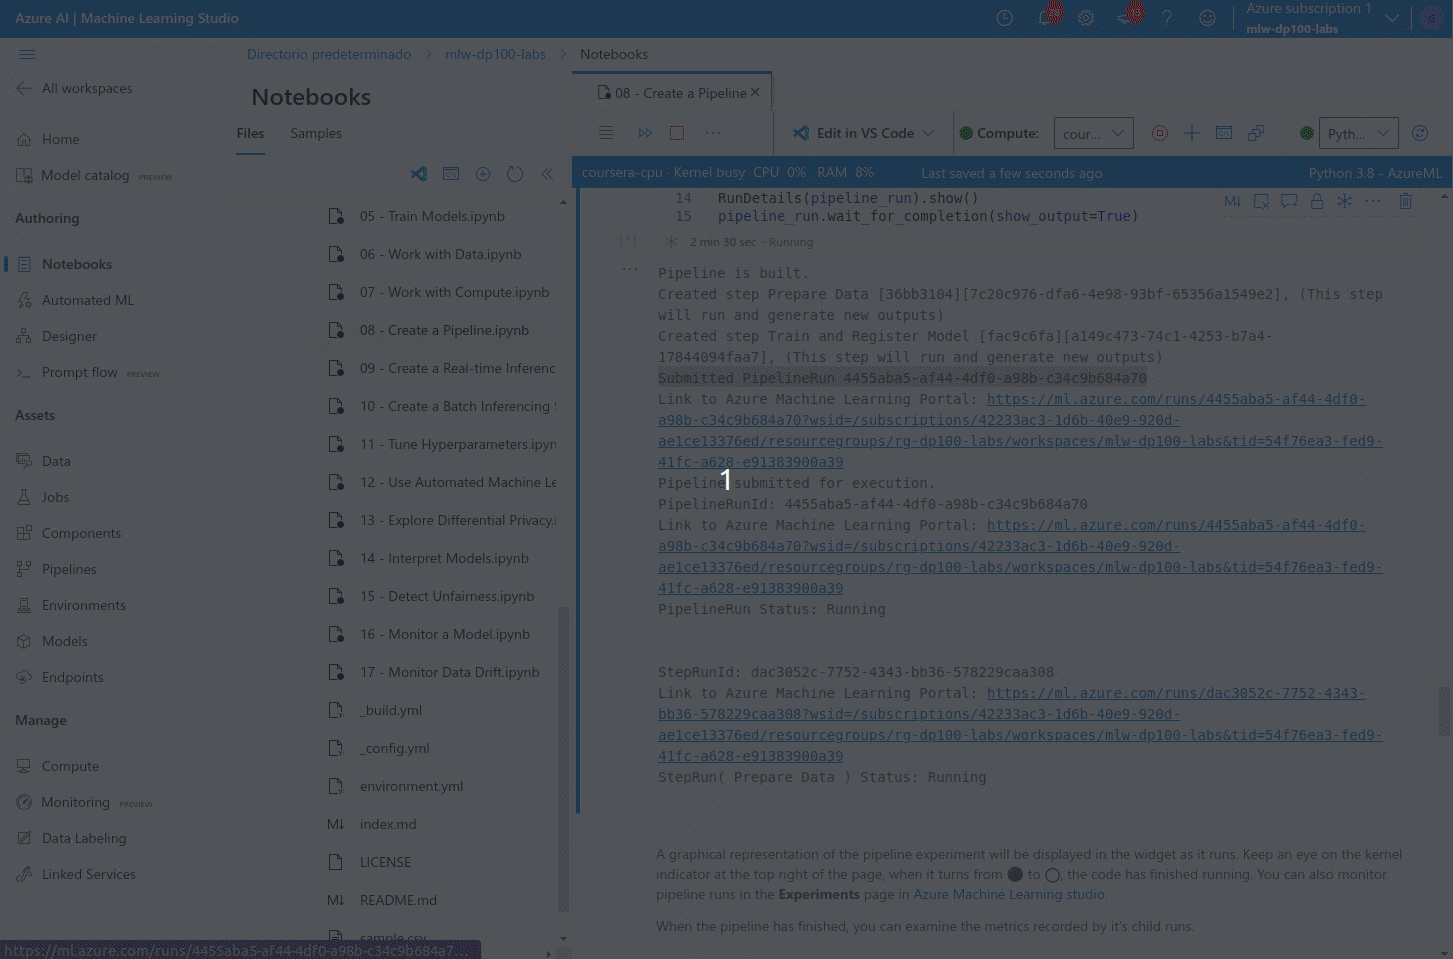 Azure AI | Machine Learning Studio
28
13
Azure subscription 1
mlw-dp100-labs
G
Directorio predeterminado > mlw-dp100-labs > Notebooks
All workspaces
Home
Model catalog PREVIEW
Authoring
Notebooks
Automated ML
Designer
Prompt flow PREVIEW
Assets
Data
Jobs
Components
Pipelines
Environments
Models
Endpoints
Manage
Compute
Monitoring PREVIEW
Data Labeling
Linked Services
Notebooks
Files Samples
05 - Train Models.ipynb
06 - Work with Data.ipynb
07 - Work with Compute.ipynb
08 - Create a Pipeline.ipynb
09 - Create a Real-time Inferenc
10 - Create a Batch Inferencing
11 - Tune Hyperparameters.ipyn
12 - Use Automated Machine Le
13 - Explore Differential Privacy.i
14 - Interpret Models.ipynb
15 - Detect Unfairness.ipynb
16 - Monitor a Model.ipynb
17 - Monitor Data Drift.ipynb
_build.yml
_config.yml
environment.yml
M↓ index.md
LICENSE
M↓ README.md
sample.csv
https://ml.azure.com/runs/4455aba5-af44-4df0-a98b-c34c9b684a7...
08 - Create a Pipeline
Edit in VS Code
Compute: cour...
Pyth...
coursera-cpu · Kernel busy CPU 0% RAM 8% Last saved a few seconds ago Python 3.8 - AzureML
14 RunDetails(pipeline_run).show()
M↓
15 pipeline_run.wait_for_completion(show_output=True)
[*] 2 min 30 sec - Running
Pipeline is built.
Created step Prepare Data [36bb3104][7c20c976-dfa6-4e98-93bf-65356a1549e2], (This step
will run and generate new outputs)
Created step Train and Register Model [fac9c6fa][a149c473-74c1-4253-b7a4-
17844094faa7], (This step will run and generate new outputs)
Submitted PipelineRun 4455aba5-af44-4df0-a98b-c34c9b684a70
Link to Azure Machine Learning Portal: https://ml.azure.com/runs/4455aba5-af44-4df0-
a98b-c34c9b684a70?wsid=/subscriptions/42233ac3-1d6b-40e9-920d-
ae1ce13376ed/resourcegroups/rg-dp100-labs/workspaces/mlw-dp100-labs&tid=54f76ea3-fed9-
41fc-a628-e91383900a39
Pipeline submitted for execution.
1
PipelineRunId: 4455aba5-af44-4df0-a98b-c34c9b684a70
Link to Azure Machine Learning Portal: https://ml.azure.com/runs/4455aba5-af44-4df0-
a98b-c34c9b684a70?wsid=/subscriptions/42233ac3-1d6b-40e9-920d-
ae1ce13376ed/resourcegroups/rg-dp100-labs/workspaces/mlw-dp100-labs&tid=54f76ea3-fed9-
41fc-a628-e91383900a39
PipelineRun Status: Running
StepRunId: dac3052c-7752-4343-bb36-578229caa308
Link to Azure Machine Learning Portal: https://ml.azure.com/runs/dac3052c-7752-4343-
bb36-578229caa308?wsid=/subscriptions/42233ac3-1d6b-40e9-920d-
ae1ce13376ed/resourcegroups/rg-dp100-labs/workspaces/mlw-dp100-labs&tid=54f76ea3-fed9-
41fc-a628-e91383900a39
StepRun( Prepare Data ) Status: Running
A graphical representation of the pipeline experiment will be displayed in the widget as it runs. Keep an eye on the kernel
indicator at the top right of the page, when it turns from ⚫ to ◯, the code has finished running. You can also monitor
pipeline runs in the Experiments page in Azure Machine Learning studio.
When the pipeline has finished, you can examine the metrics recorded by it's child runs.